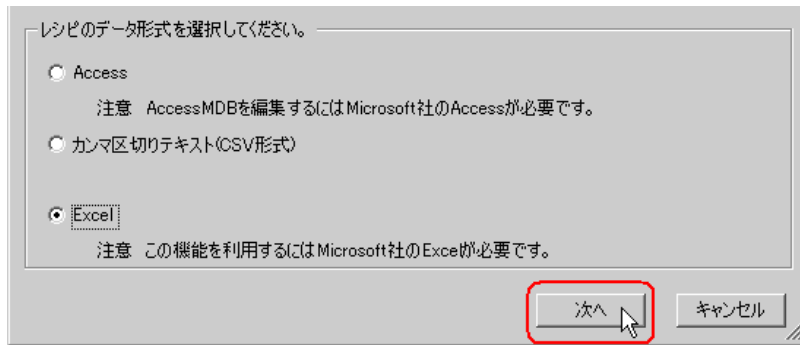 レシピのデータ形式を選択してください。
Access
注意 AccessMDBを編集するにはMicrosoft社のAccessが必要です。
カンマ区切りテキスト(CSV形式)
Excel
注意 この機能を利用するにはMicrosoft社のExcelが必要です。
次へ キャンセル